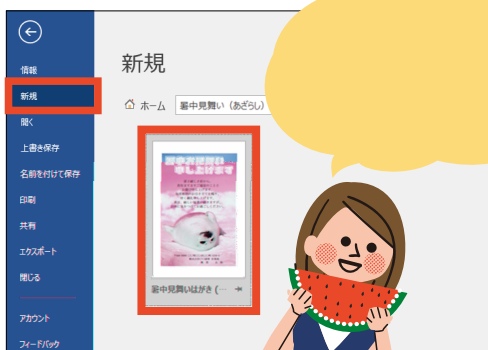 情報
新規
開く
上書き保存
名前を付けて保存
印刷
共有
エクスポート
閉じる
アカウント
フィードバック
新規
ホーム
暑中見舞い（あざらし）
暑中お見舞い
申し上げます
暑中見舞いはがき (…